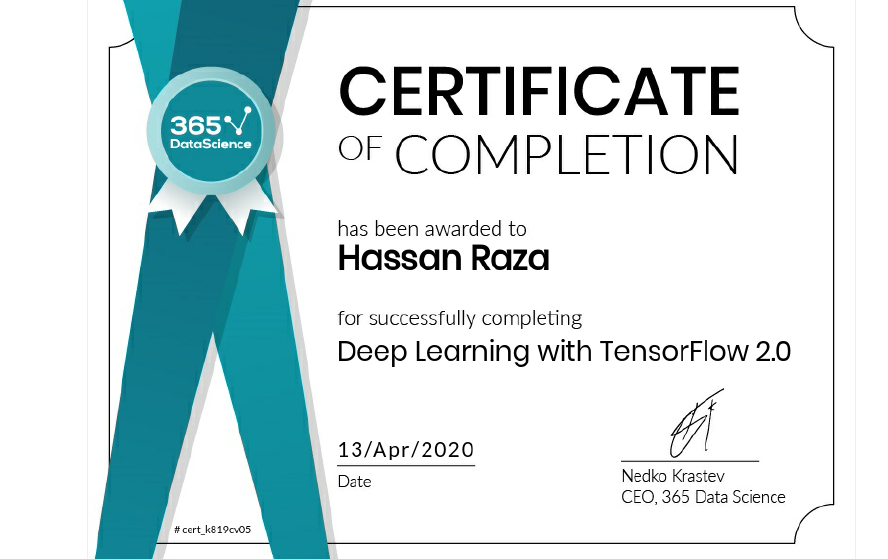 365
DataScience
CERTIFICATE
OF COMPLETION
has been awarded to
Hassan Raza
for successfully completing
Deep Learning with TensorFlow 2.0
13/Apr/2020
Date
Nedko Krastev
CEO, 365 Data Science
# cert_k819cv05